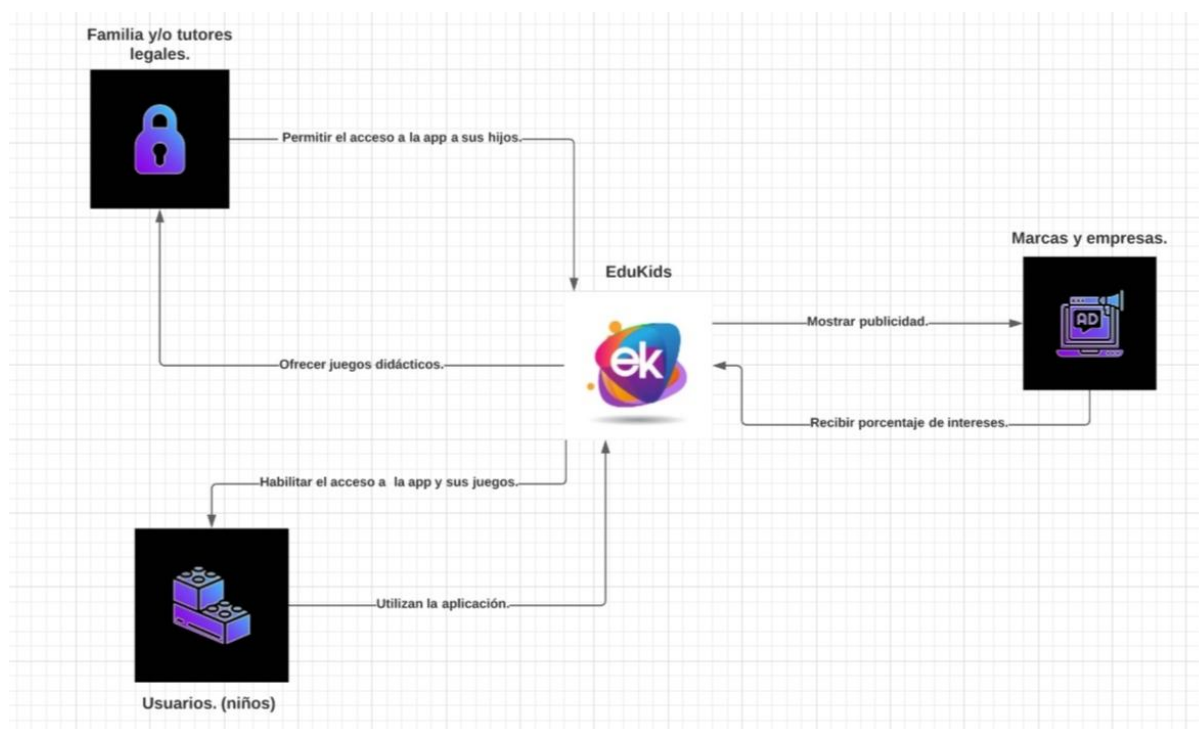 Familia y/o tutores
legales.
Permitir el acceso a la app a sus hijos.
Marcas y empresas.
EduKids
ek
AD
Mostrar publicidad.
Ofrecer juegos didácticos.
Recibir porcentaje de intereses.
Habilitar el acceso a  la app y sus juegos.
Utilizan la aplicación.
Usuarios. (niños)